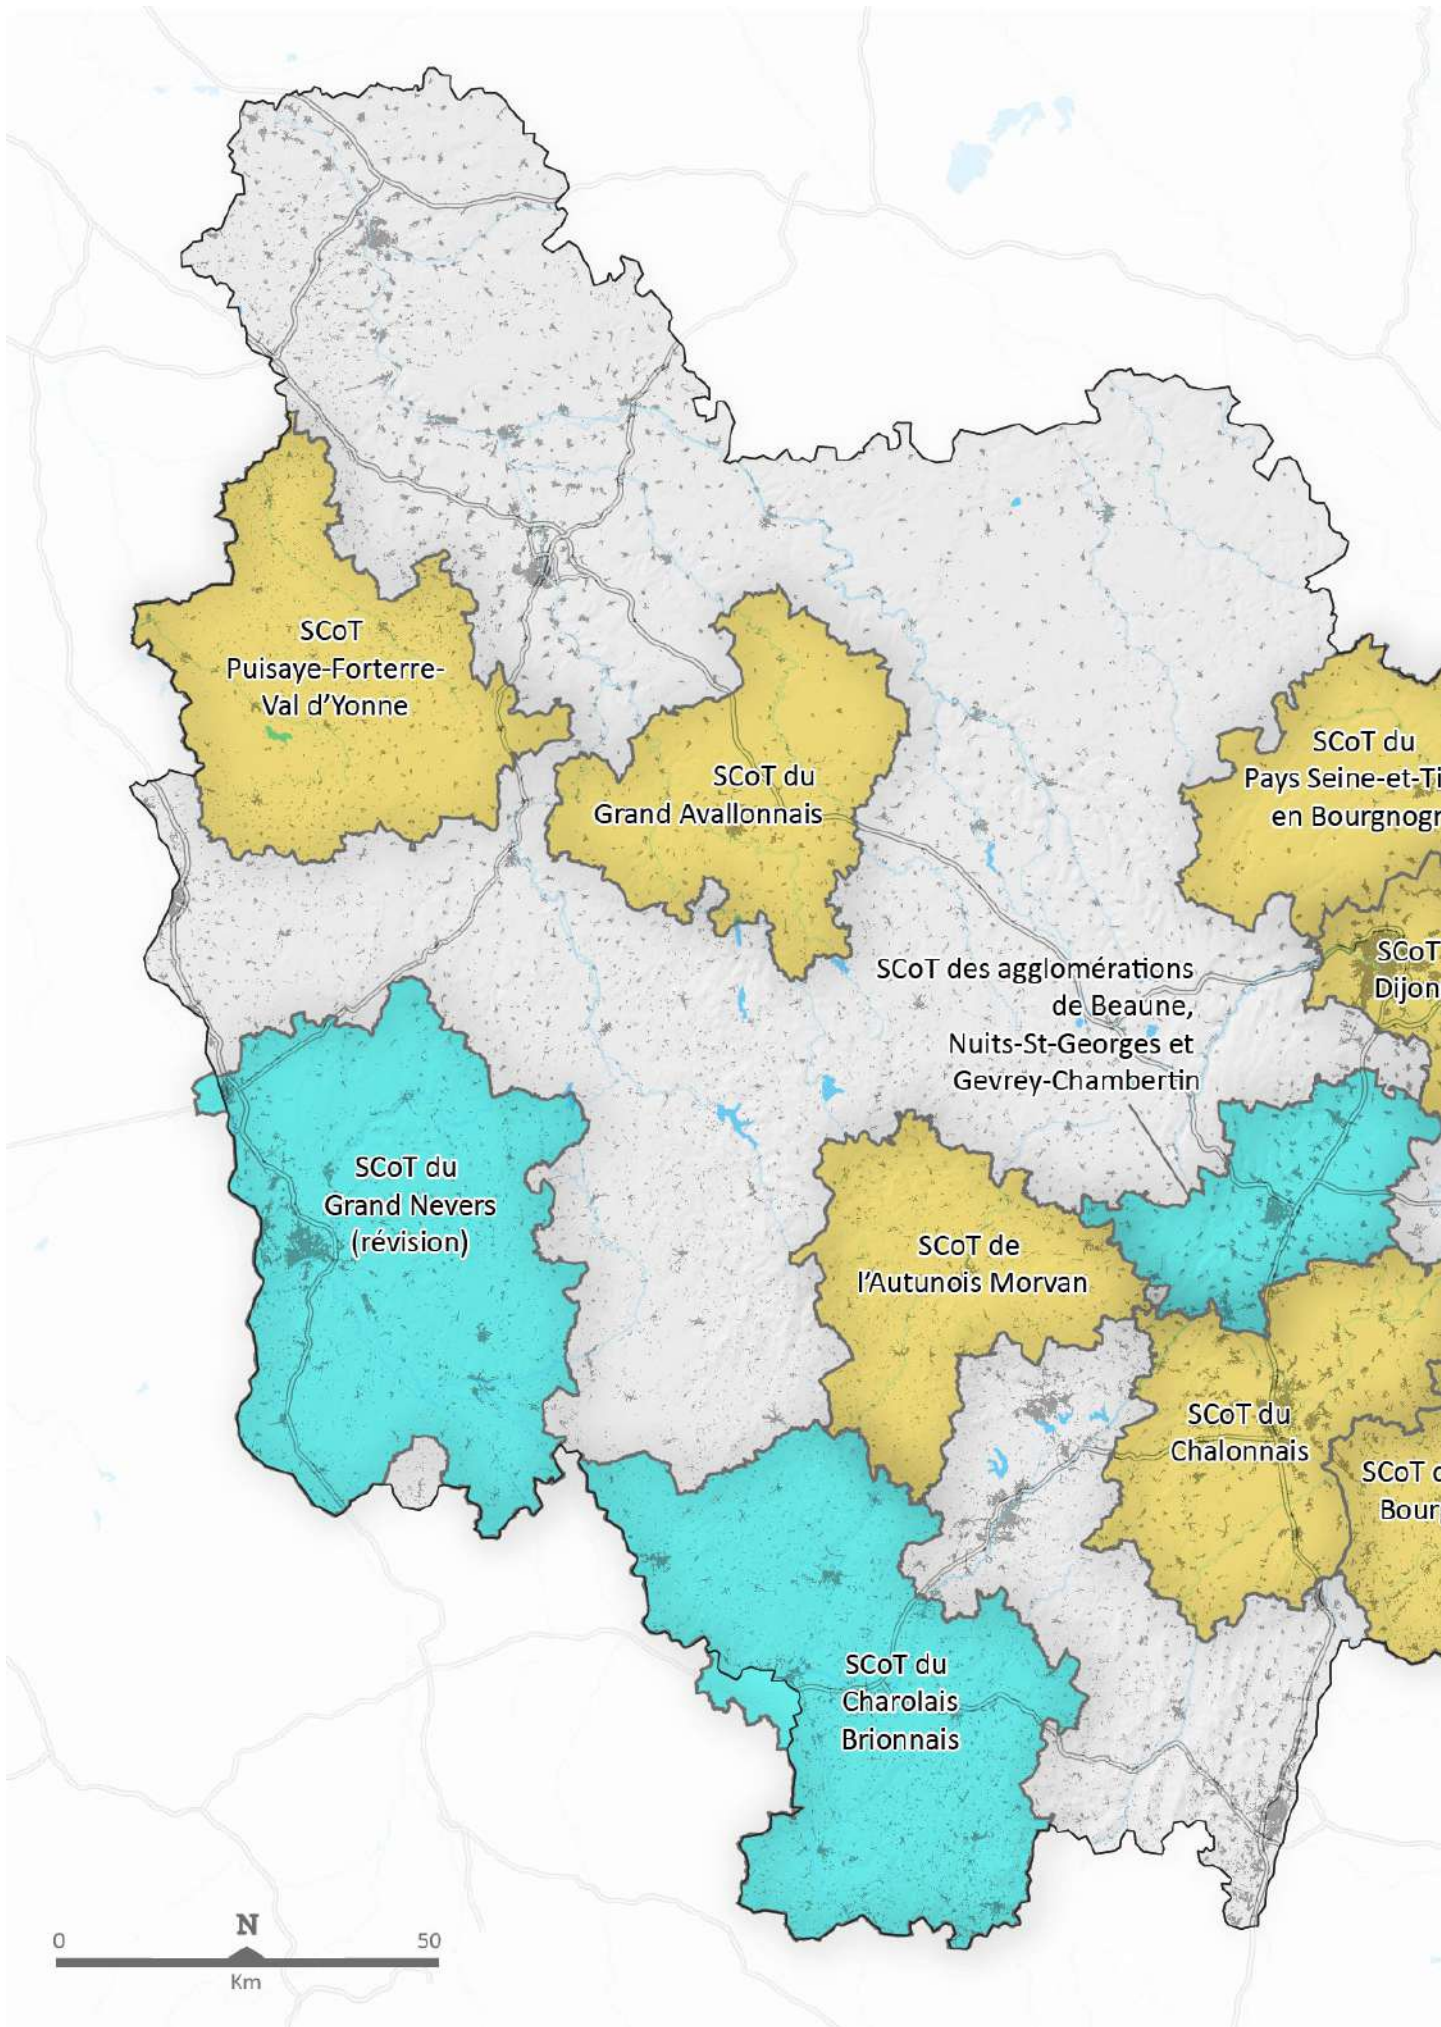 SCoT
Puisaye-Forterre-
Val d'Yonne
SCoT du
Grand Avallonnais
SCoT du
Pays Seine-et-Ti
en Bourgnogr
SCoT
Dijon
SCoT des agglomérations
de Beaune,
Nuits-St-Georges et
Gevrey-Chambertin
SCoT du
Grand Nevers
(révision)
SCoT de
l'Autunois Morvan
SCoT du
Chalonnais
SCoT d
Bour
SCoT du
Charolais
Brionnais
N
0 50
Km